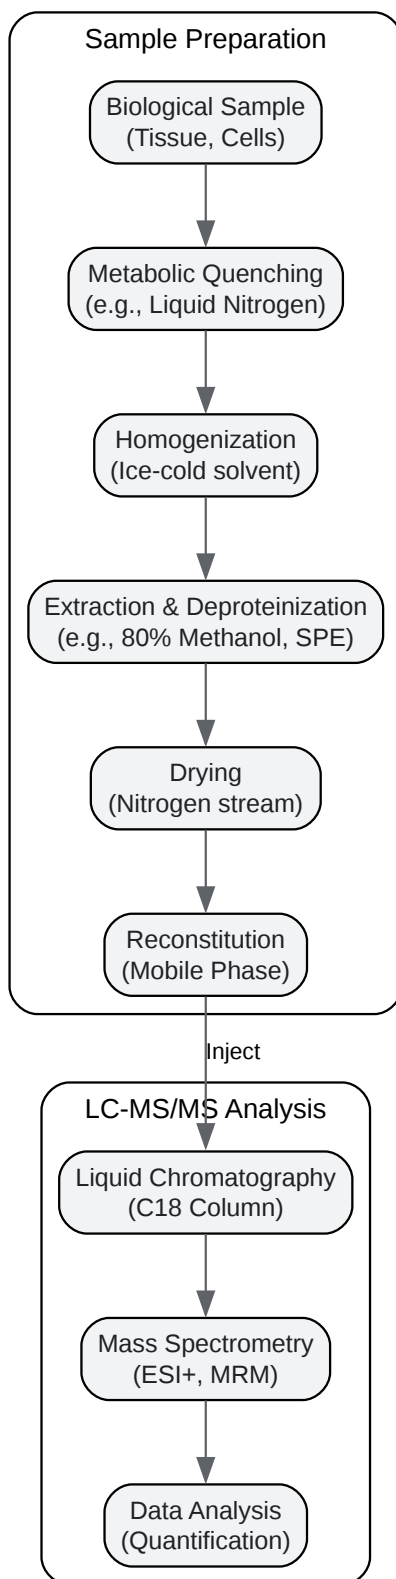 Sample Preparation
Biological Sample
(Tissue, Cells)
Metabolic Quenching
(e.g., Liquid Nitrogen)
Homogenization
(Ice-cold solvent)
Extraction & Deproteinization
(e.g., 80% Methanol, SPE)
Drying
(Nitrogen stream)
Reconstitution
(Mobile Phase)
Inject
LC-MS/MS Analysis
Liquid Chromatography
(C18 Column)
Mass Spectrometry
(ESI+, MRM)
Data Analysis
(Quantification)